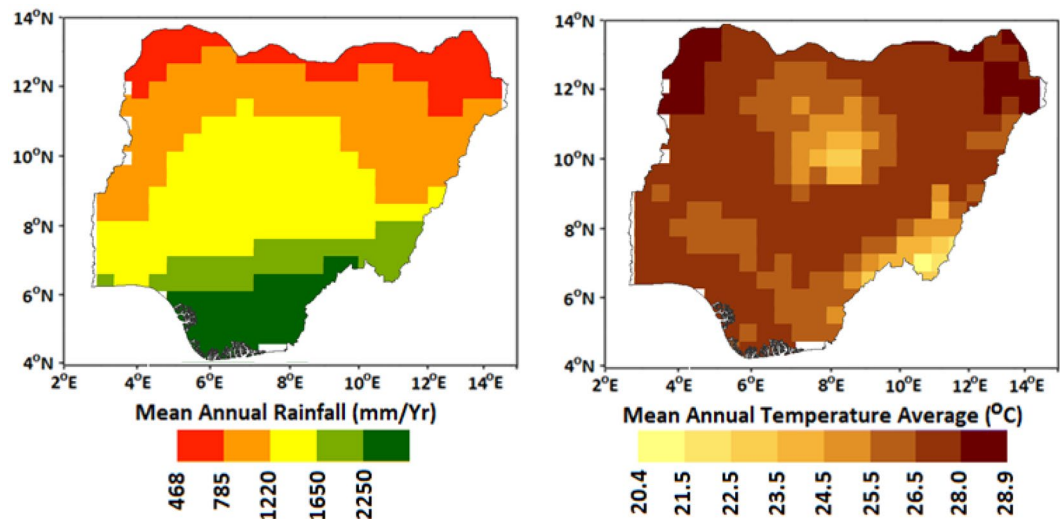 14°N
12°N
10°N
8°N
6°N
4°N
2°E 4°E 6°E 8°E 10°E 12°E 14°E
Mean Annual Rainfall (mm/Yr)
468 785 1220 1650 2250
14°N
12°N
10°N
8°N
6°N
4°N
2°E 4°E 6°E 8°E 10°E 12°E 14°E
Mean Annual Temperature Average (°C)
20.4 21.5 22.5 23.5 24.5 25.5 26.5 28.0 28.9